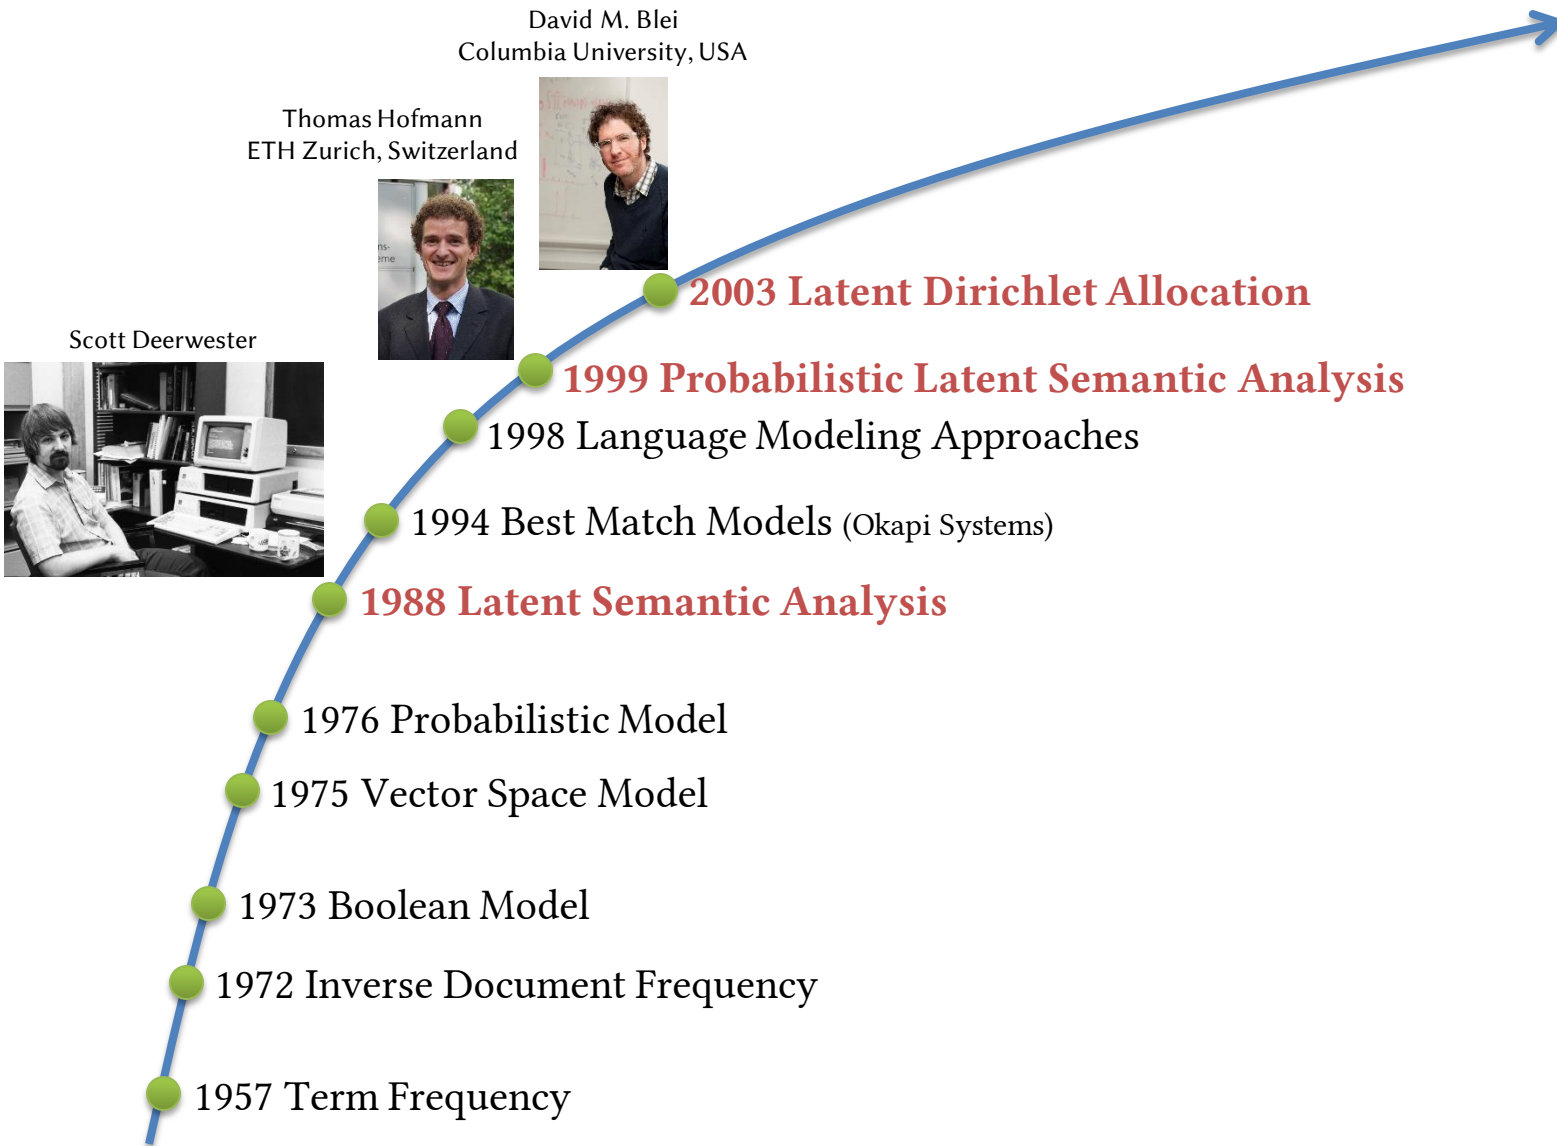 David M. Blei
Columbia University, USA
Thomas Hofmann
ETH Zurich, Switzerland
ns-
eme
2003 Latent Dirichlet Allocation
Scott Deerwester
1999 Probabilistic Latent Semantic Analysis
1998 Language Modeling Approaches
1994 Best Match Models (Okapi Systems)
1988 Latent Semantic Analysis
1976 Probabilistic Model
1975 Vector Space Model
1973 Boolean Model
1972 Inverse Document Frequency
1957 Term Frequency